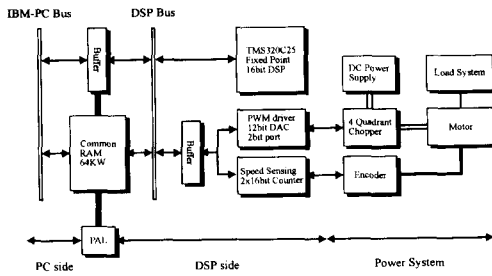 IBM-PC Bus
DSP Bus
Buffer
TMS320C25
Fixed Point
16bit DSP
DC Power
Supply
Load System
Common
RAM
64KW
Buffer
PWM driver
12bit DAC
2bit port
4 Quadrant
Chopper
Motor
Speed Sensing
2x16bit Counter
Encoder
PAL
PC side
DSP side
Power System